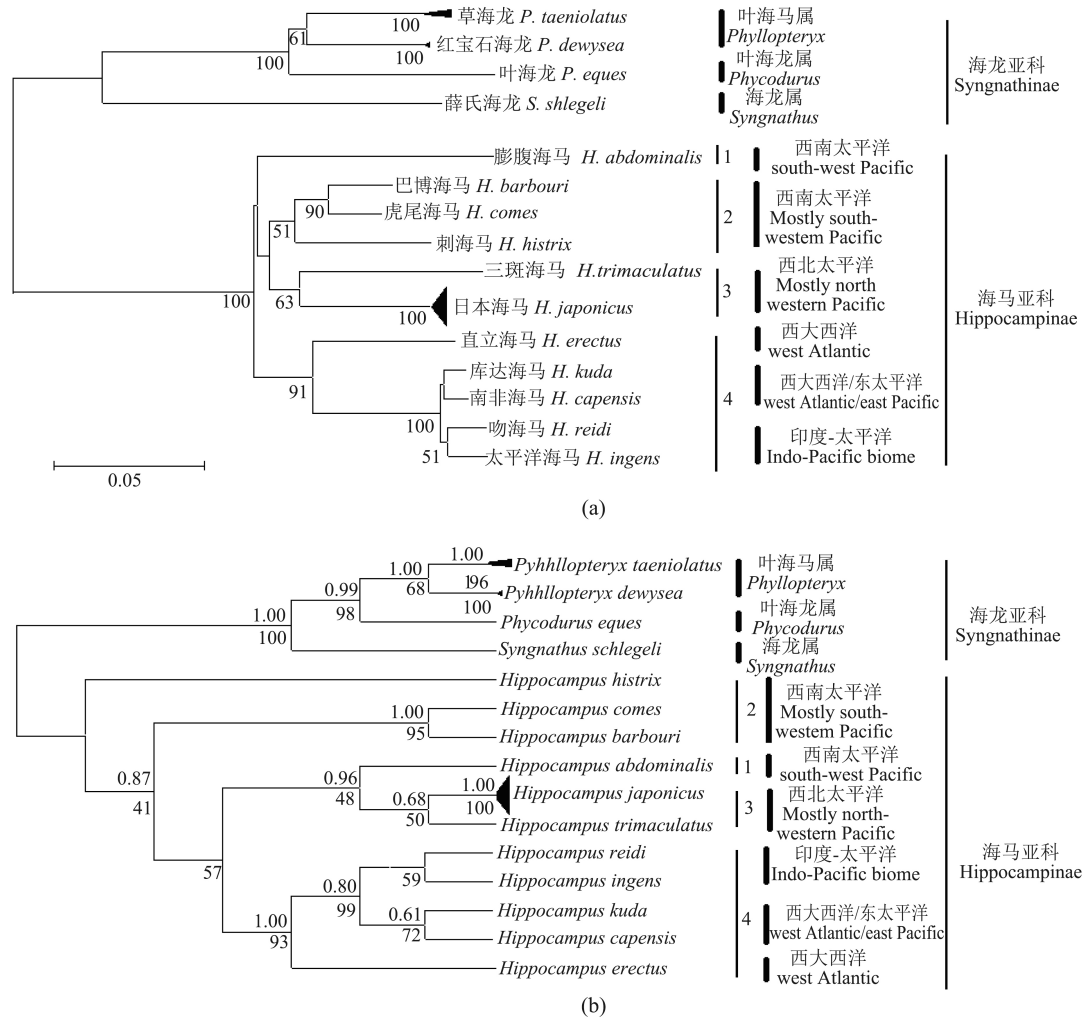 草海龙 P. taeniolatus
100
61
红宝石海龙 P. dewysea
100
100
叶海龙 P. eques
薛氏海龙 S. shlegeli
叶海马属
Phyllopteryx
叶海龙属
Phycodurus
海龙属
Syngnathus
海龙亚科
Syngnathinae
膨腹海马 H. abdominalis
巴博海马 H. barbouri
90
虎尾海马 H. comes
51
刺海马 H. histrix
三斑海马 H.trimaculatus
63
日本海马 H. japonicus
100
100
直立海马 H. erectus
91
库达海马 H. kuda
南非海马 H. capensis
100
吻海马 H. reidi
51
太平洋海马 H. ingens
1
西南太平洋
south-west Pacific
2
西南太平洋
Mostly south-
westem Pacific
3
西北太平洋
Mostly north
western Pacific
4
西大西洋
west Atlantic
西大西洋/东太平洋
west Atlantic/east Pacific
印度-太平洋
Indo-Pacific biome
海马亚科
Hippocampinae
0.05
(a)
1.00
Pyhhllopteryx taeniolatus
1.00
68
196
Pyhhllopteryx dewysea
100
0.99
98
Phycodurus eques
1.00
100
Syngnathus schlegeli
叶海马属
Phyllopteryx
叶海龙属
Phycodurus
海龙属
Syngnathus
海龙亚科
Syngnathinae
Hippocampus histrix
1.00
95
Hippocampus comes
Hippocampus barbouri
0.87
41
Hippocampus abdominalis
0.96
48
1.00
Hippocampus japonicus
100
0.68
50
Hippocampus trimaculatus
57
Hippocampus reidi
59
Hippocampus ingens
0.80
99
Hippocampus kuda
0.61
72
Hippocampus capensis
1.00
93
Hippocampus erectus
2
西南太平洋
Mostly south-
westem Pacific
1
西南太平洋
south-west Pacific
3
西北太平洋
Mostly north-
western Pacific
4
印度-太平洋
Indo-Pacific biome
西大西洋/东太平洋
west Atlantic/east Pacific
西大西洋
west Atlantic
海马亚科
Hippocampinae
(b)